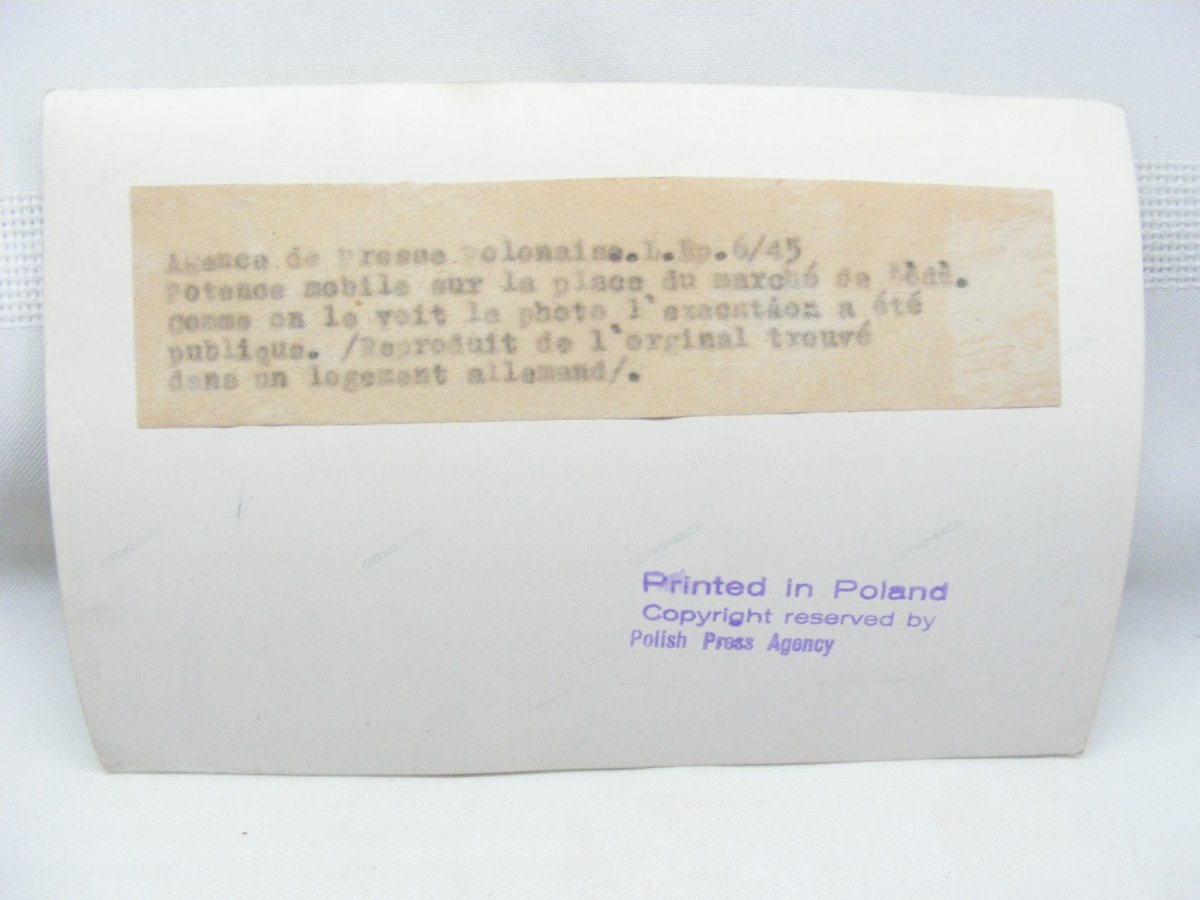 Agence de Presse Polonaise.L.Rp.6/45
Potence mobile sur la place du marché de
Comme on le voit la photo l'execution a été
publique. /Reproduit de l'orginal trouvé
dans un logement allemand/.
Printed in Poland
Copyright reserved by
Polish Press Agency